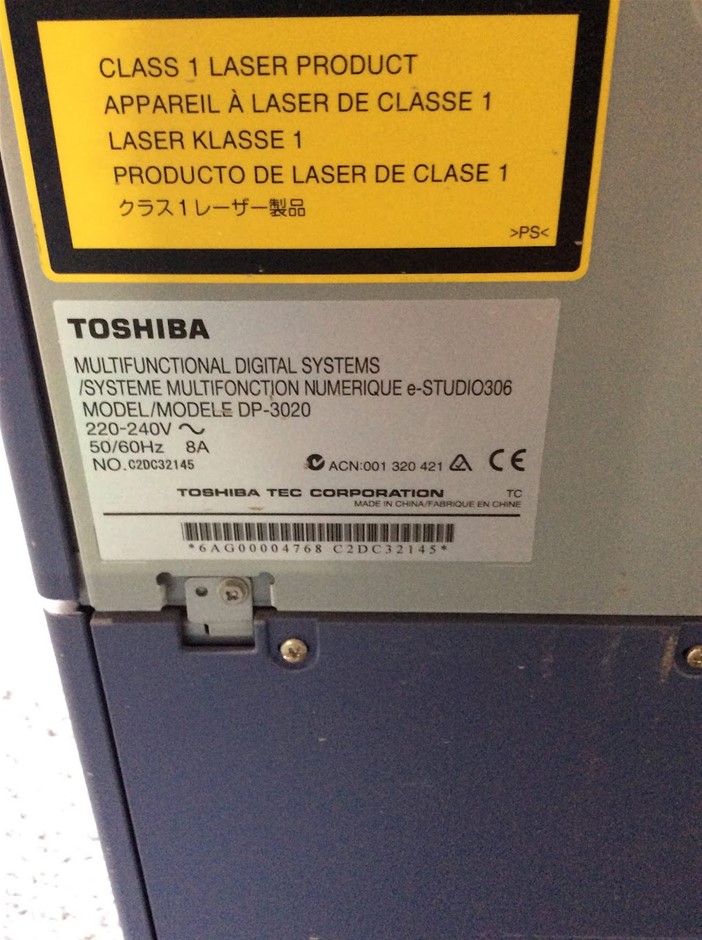 CLASS 1 LASER PRODUCT
APPAREIL À LASER DE CLASSE 1
LASER KLASSE 1
PRODUCTO DE LASER DE CLASE 1
クラス1レーザー製品
>PS<
TOSHIBA
MULTIFUNCTIONAL DIGITAL SYSTEMS
/SYSTEME MULTIFONCTION NUMERIQUE e-STUDIO306
MODEL/MODELE DP-3020
220-240V ~
50/60Hz 8A
NO. C2DC32145 ACN:001 320 421 CE
TOSHIBA TEC CORPORATION TC
MADE IN CHINA/FABRIQUE EN CHINE
*6AG00004768 C2DC32145*